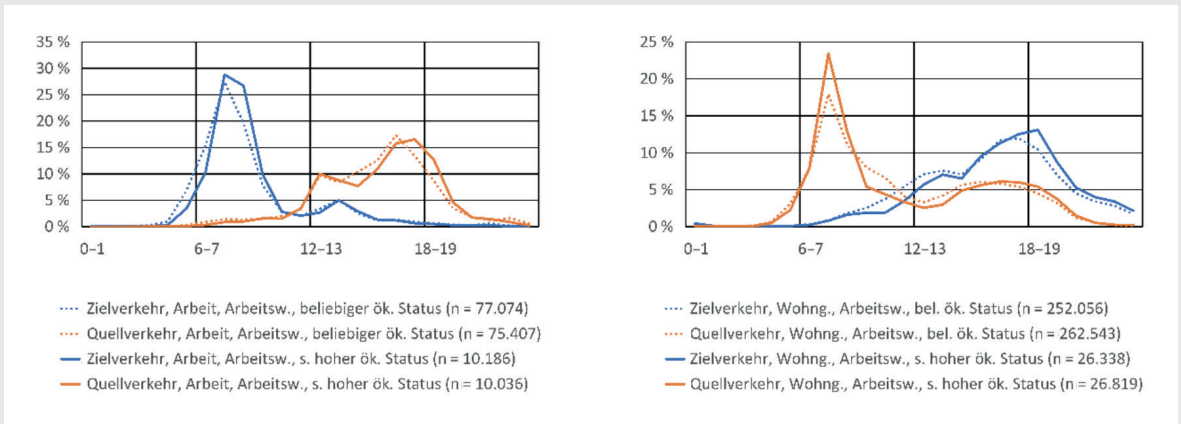 35 %
30 %
25 %
20 %
15 %
10 %
5 %
0 %
0–1
6–7
12–13
18–19
Zielverkehr, Arbeit, Arbeitsw., beliebiger ök. Status (n = 77.074)
Quellverkehr, Arbeit, Arbeitsw., beliebiger ök. Status (n = 75.407)
Zielverkehr, Arbeit, Arbeitsw., s. hoher ök. Status (n = 10.186)
Quellverkehr, Arbeit, Arbeitsw., s. hoher ök. Status (n = 10.036)
25 %
20 %
15 %
10 %
5 %
0 %
0–1
6–7
12–13
18–19
Zielverkehr, Wohng., Arbeitsw., bel. ök. Status (n = 252.056)
Quellverkehr, Wohng., Arbeitsw., bel. ök. Status (n = 262.543)
Zielverkehr, Wohng., Arbeitsw., s. hoher ök. Status (n = 26.338)
Quellverkehr, Wohng., Arbeitsw., s. hoher ök. Status (n = 26.819)